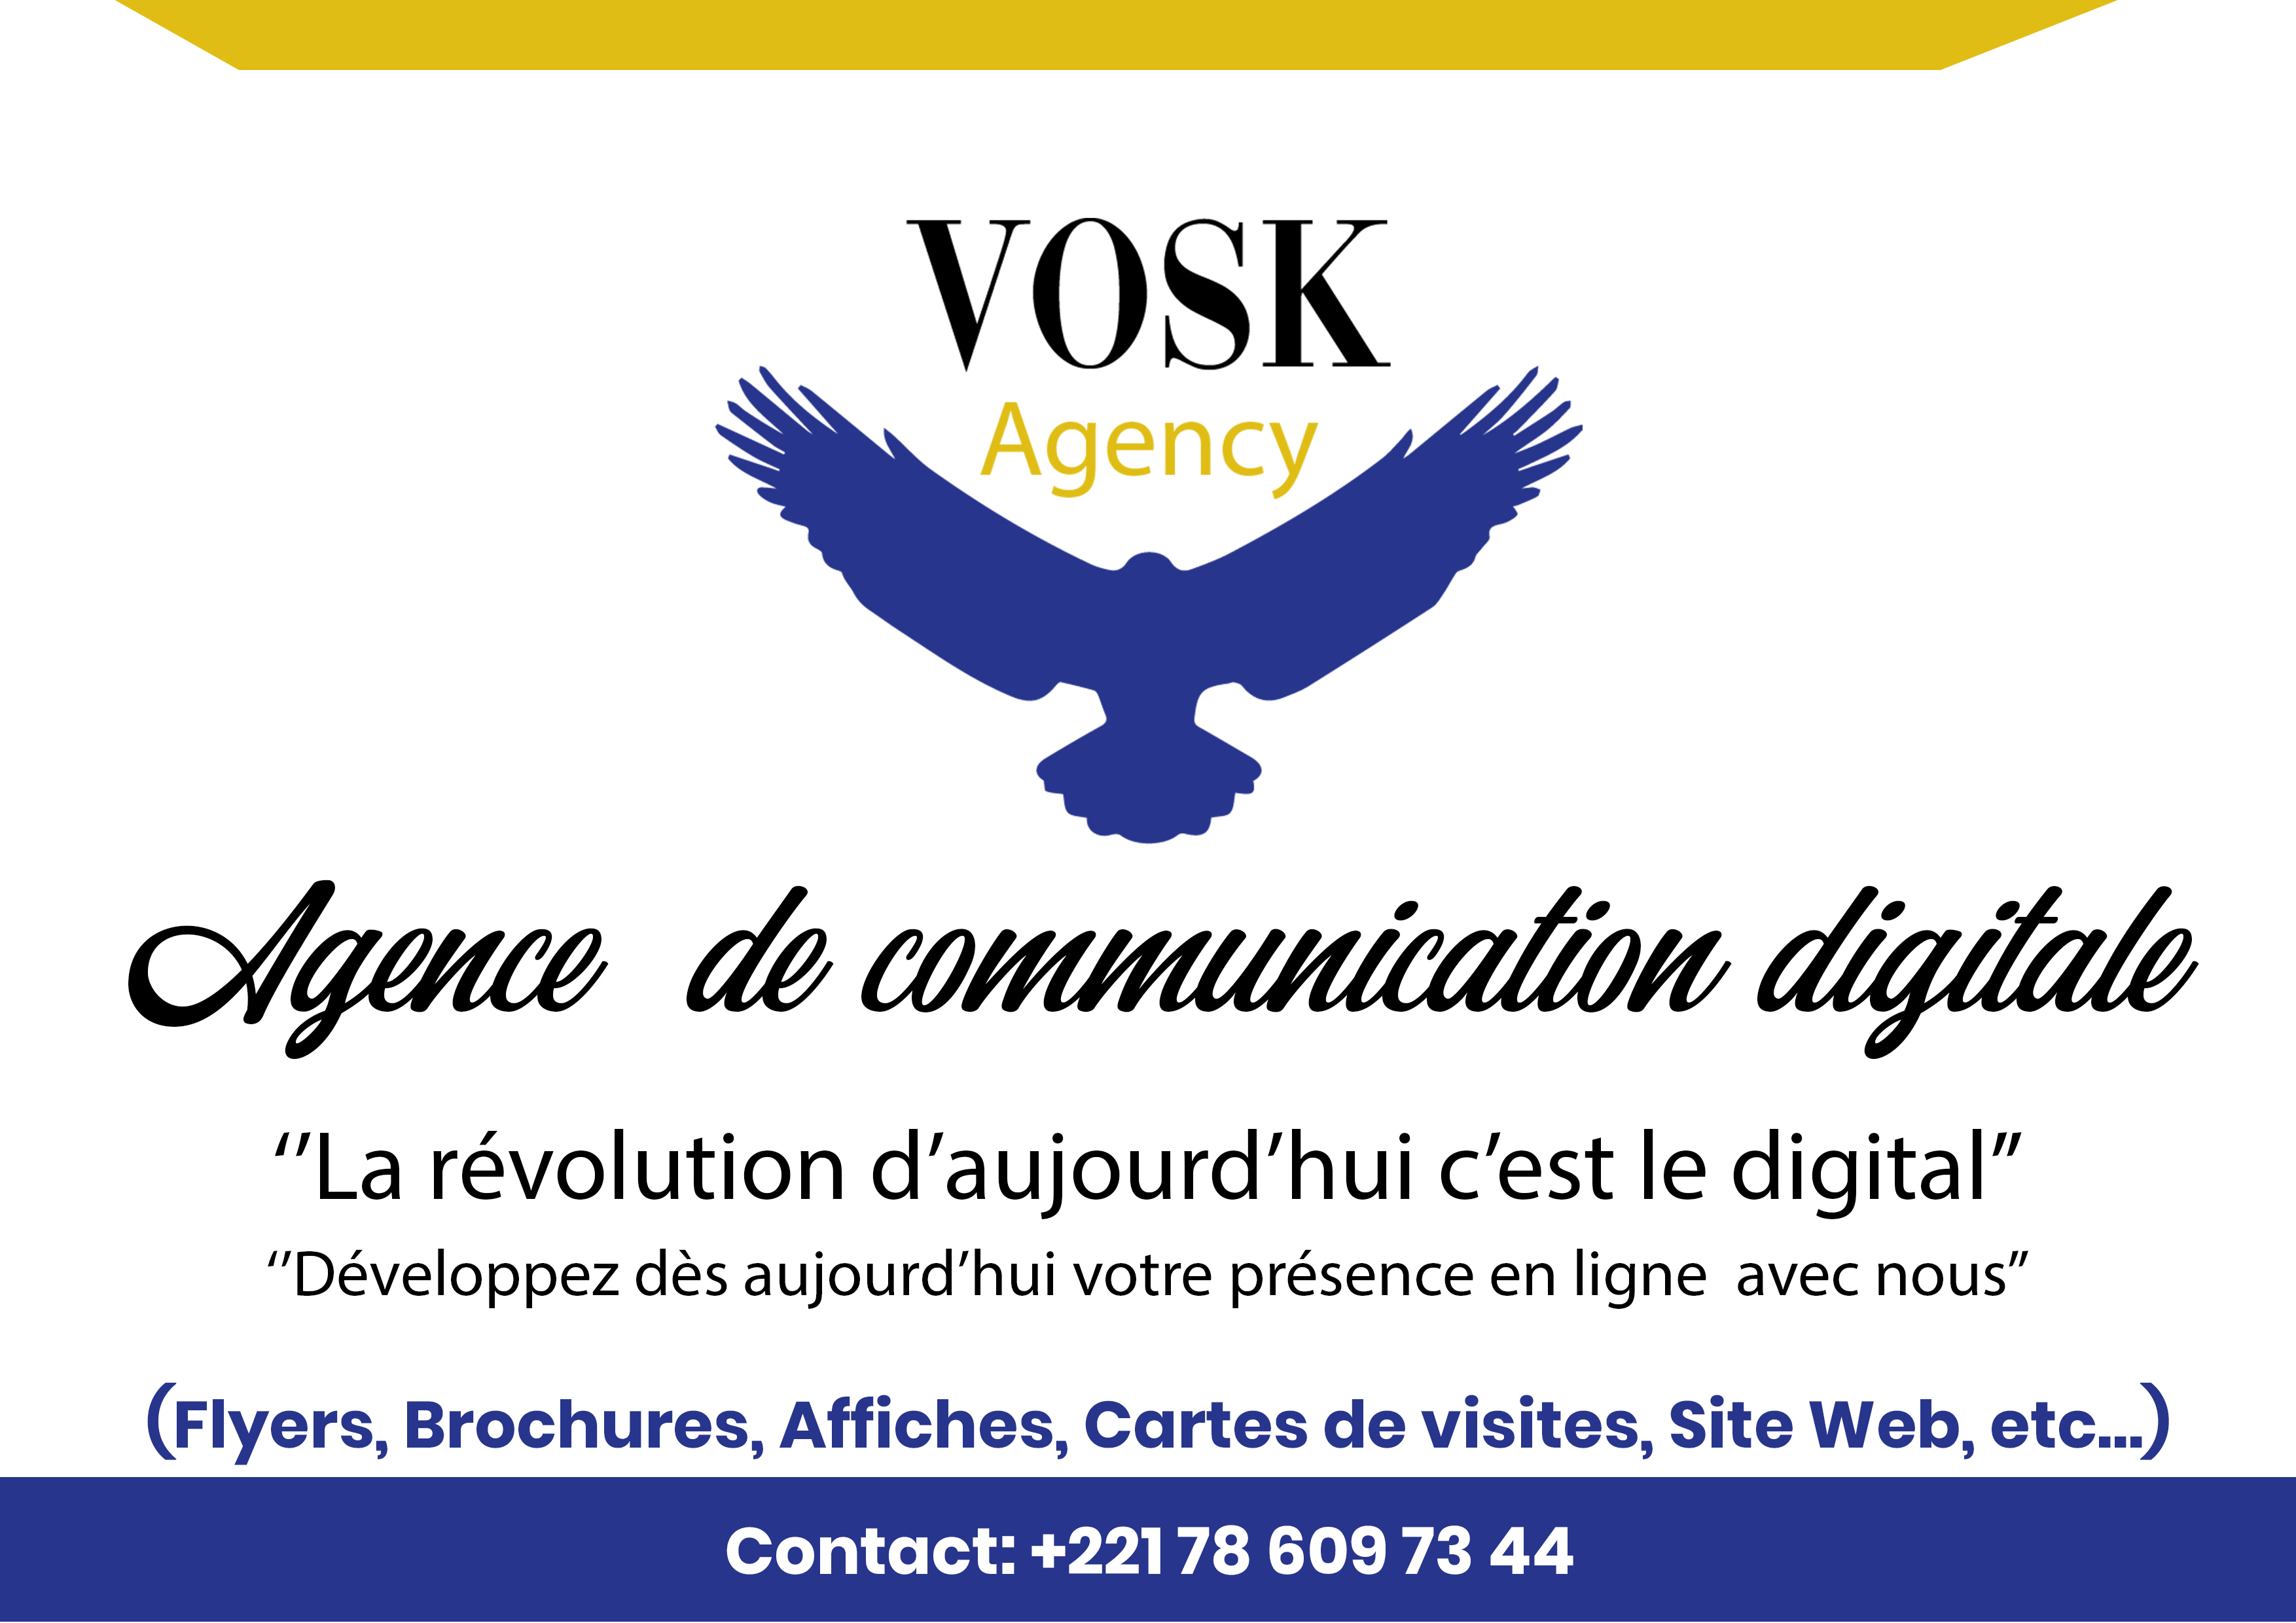 VOSK
Agency
Agence de communication digitale
‘’La révolution d’aujourd’hui c’est le digital’’
‘’Développez dès aujourd’hui votre présence en ligne avec nous’’
(Flyers, Brochures, Affiches, Cartes de visites, Site Web, etc....)
Contact: +221 78 609 73 44